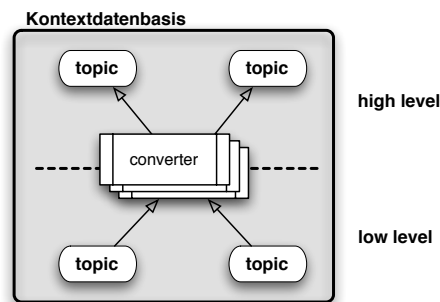 Kontextdatenbasis
topic topic
high level
converter
low level
topic topic